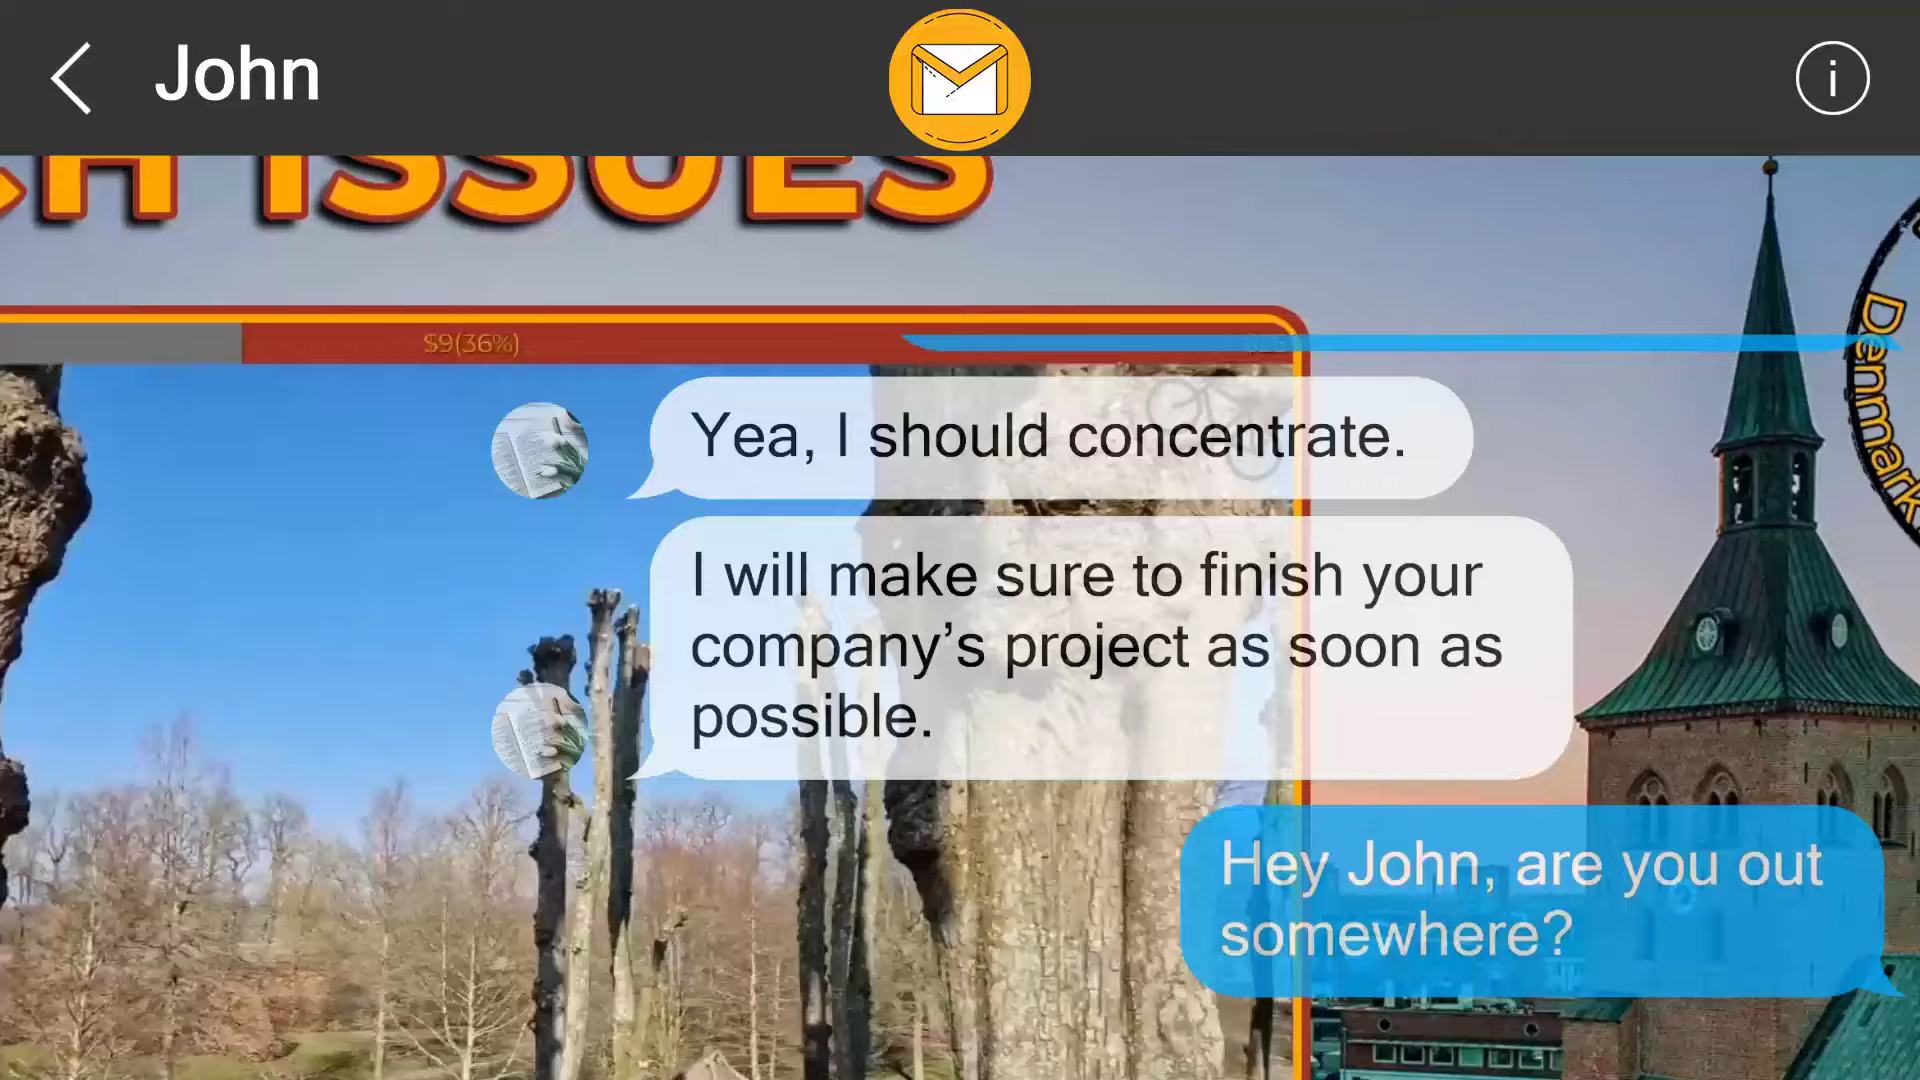 John
CH ISSUES
$9(36%)
Denmark
Yea, I should concentrate.
I will make sure to finish your
company’s project as soon as
possible.
Hey John, are you out
somewhere?